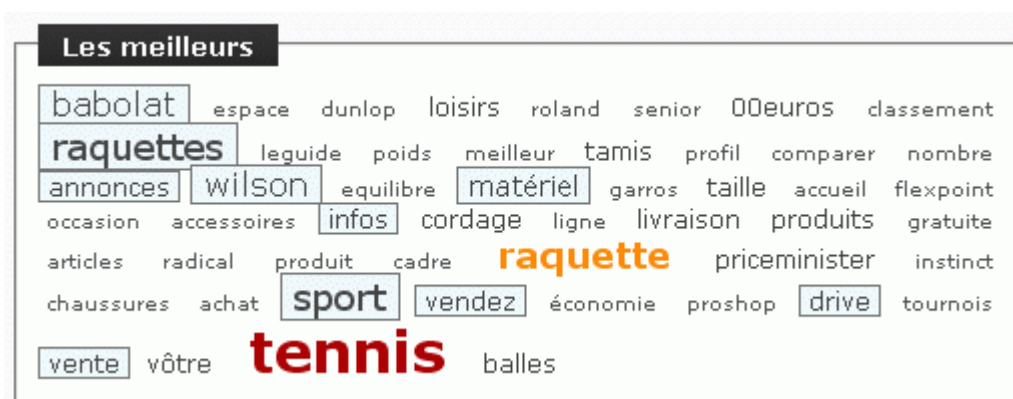 Les meilleurs
babolat espace dunlop loisirs roland senior 00euros classement
raquettes leguide poids meilleur tamis profil comparer nombre
annonces wilson equilibre matériel garros taille accueil flexpoint
occasion accessoires infos cordage ligne livraison produits gratuite
articles radical produit cadre raquette priceminister instinct
chaussures achat sport vendez économie proshop drive tournois
vente vôtre tennis balles